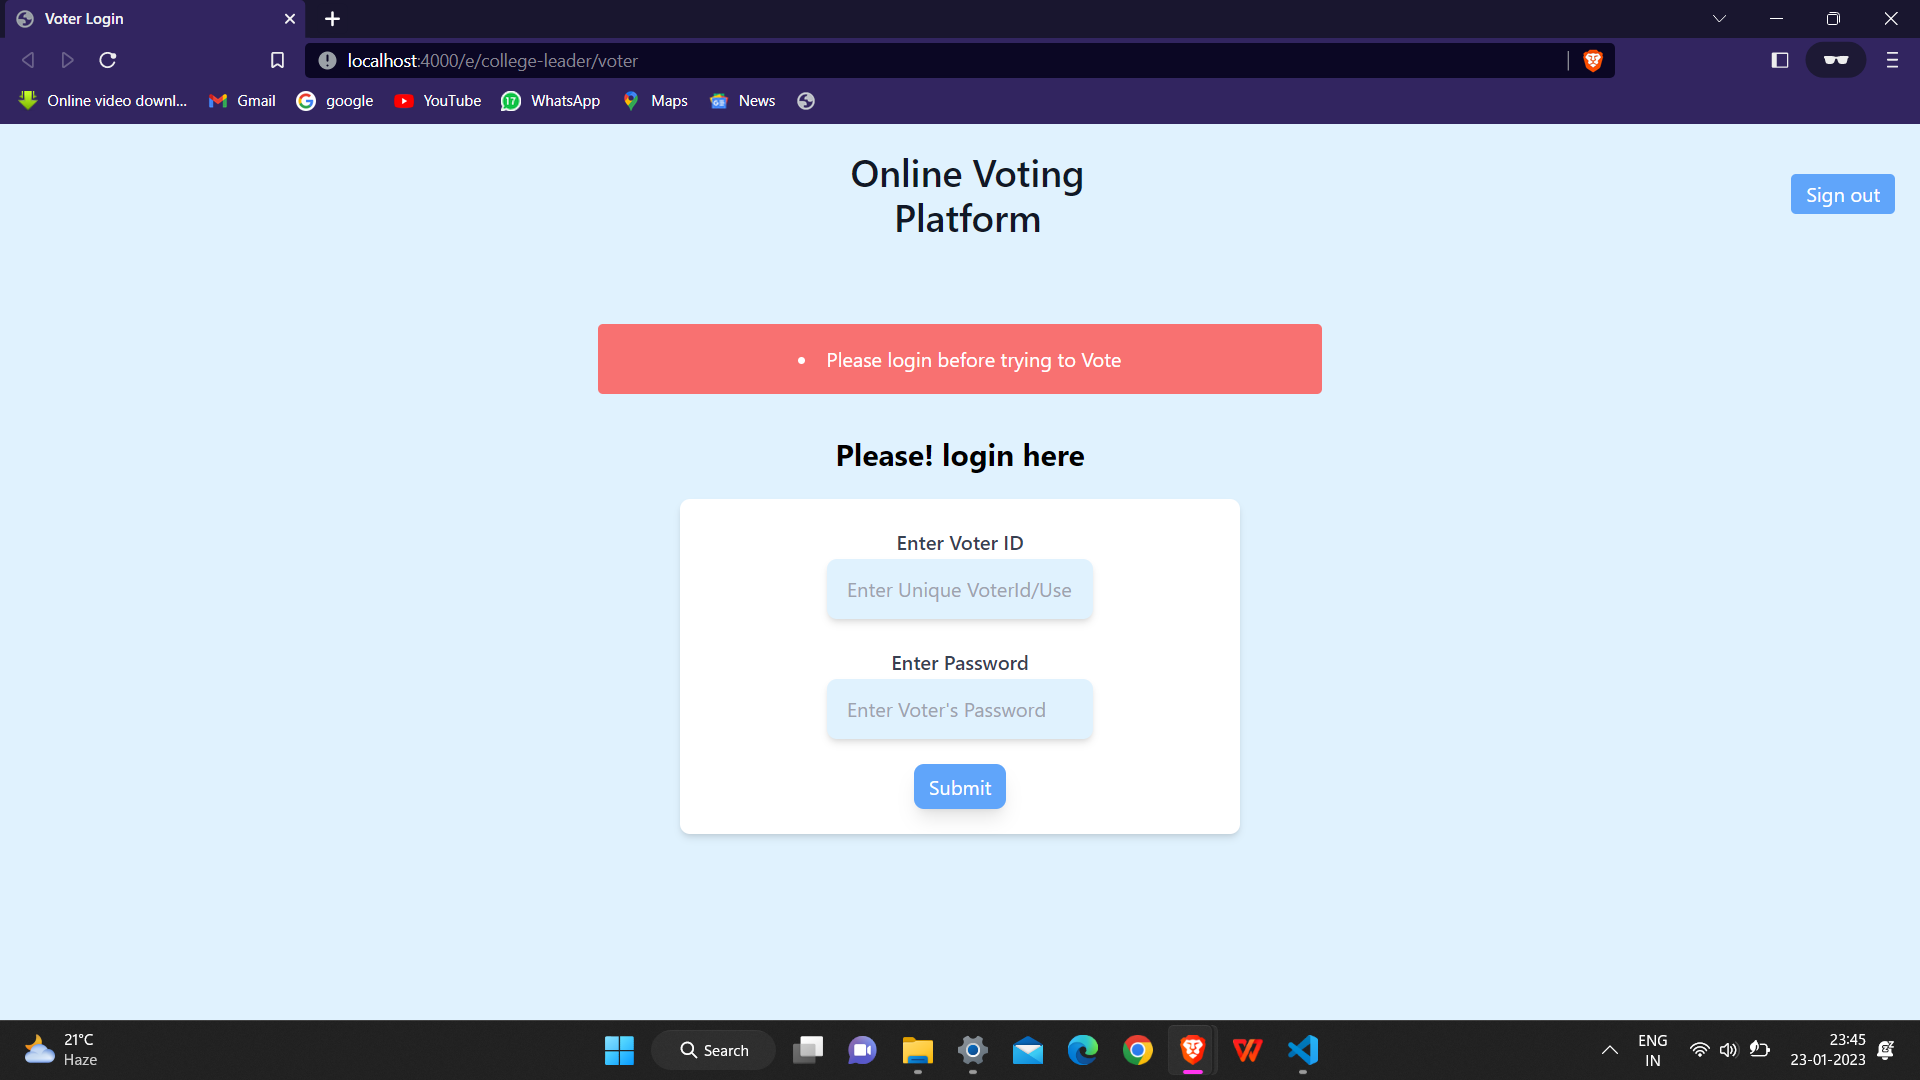 Voter Login
localhost:4000/e/college-leader/voter
Online video downl...
Gmail
google
17
YouTube
WhatsApp
Maps
News
Online Voting
Platform
Sign out
• Please login before trying to Vote
Please! login here
Enter Voter ID
Enter Unique VoterId/Use
Enter Password
Enter Voter's Password
Submit
21°C
Haze
Search
ENG
IN
23:45
23-01-2023